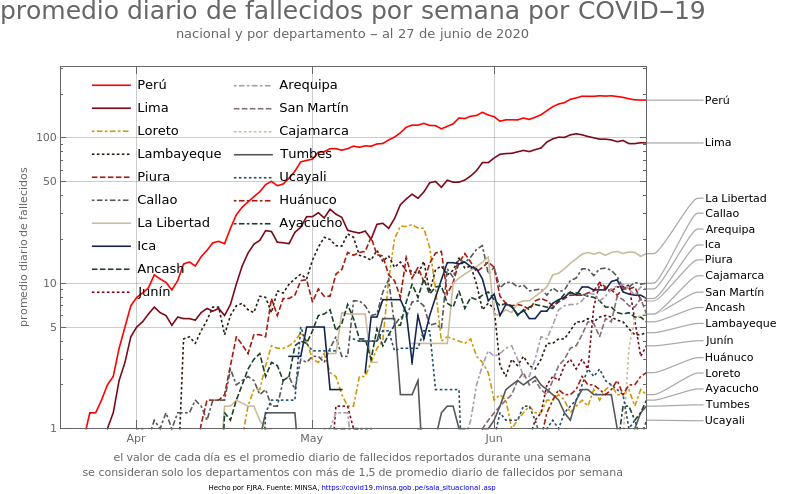 promedio diario de fallecidos por semana por COVID−19
nacional y por departamento − al 27 de junio de 2020
promedio diario de fallecidos
100
50
10
5
1
Apr
May
Jun
Perú
Lima
Loreto
Lambayeque
Piura
Callao
La Libertad
Ica
Ancash
Junín
Arequipa
San Martín
Cajamarca
Tumbes
Ucayali
Huánuco
Ayacucho
Perú
Lima
La Libertad
Callao
Arequipa
Ica
Piura
Cajamarca
San Martín
Ancash
Lambayeque
Junín
Huánuco
Loreto
Ayacucho
Tumbes
Ucayali
el valor de cada día es el promedio diario de fallecidos reportados durante una semana
se consideran solo los departamentos con más de 1,5 de promedio diario de fallecidos por semana
Hecho por FJRA. Fuente: MINSA, https://covid19.minsa.gob.pe/sala_situacional.asp